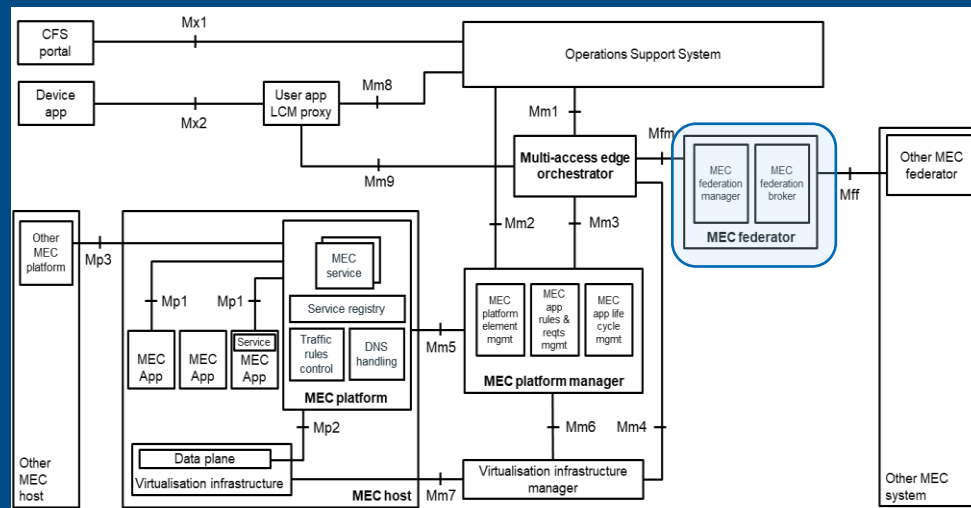 CFS
portal
Mx1
Operations Support System
Device
app
Mx2
User app
LCM proxy
Mm8
Mm1
Mfm
Multi-access edge
orchestrator
Mm9
MEC
federation
manager
MEC
federation
broker
MEC federator
Mff
Other MEC
federator
Other
MEC
platform
Mp3
Mm2
Mm3
MEC
service
Mp1
Mp1
Service registry
Traffic
rules
control
DNS
handling
MEC platform
MEC
App
MEC
App
Service
MEC
App
Mm5
MEC
platform
element
mgmt
MEC
app
rules &
reqts
mgmt
MEC
app life
cycle
mgmt
MEC platform manager
Mp2
Mm6
Mm4
Data plane
Virtualisation infrastructure
MEC host
Mm7
Virtualisation infrastructure
manager
Other
MEC
host
Other MEC
system